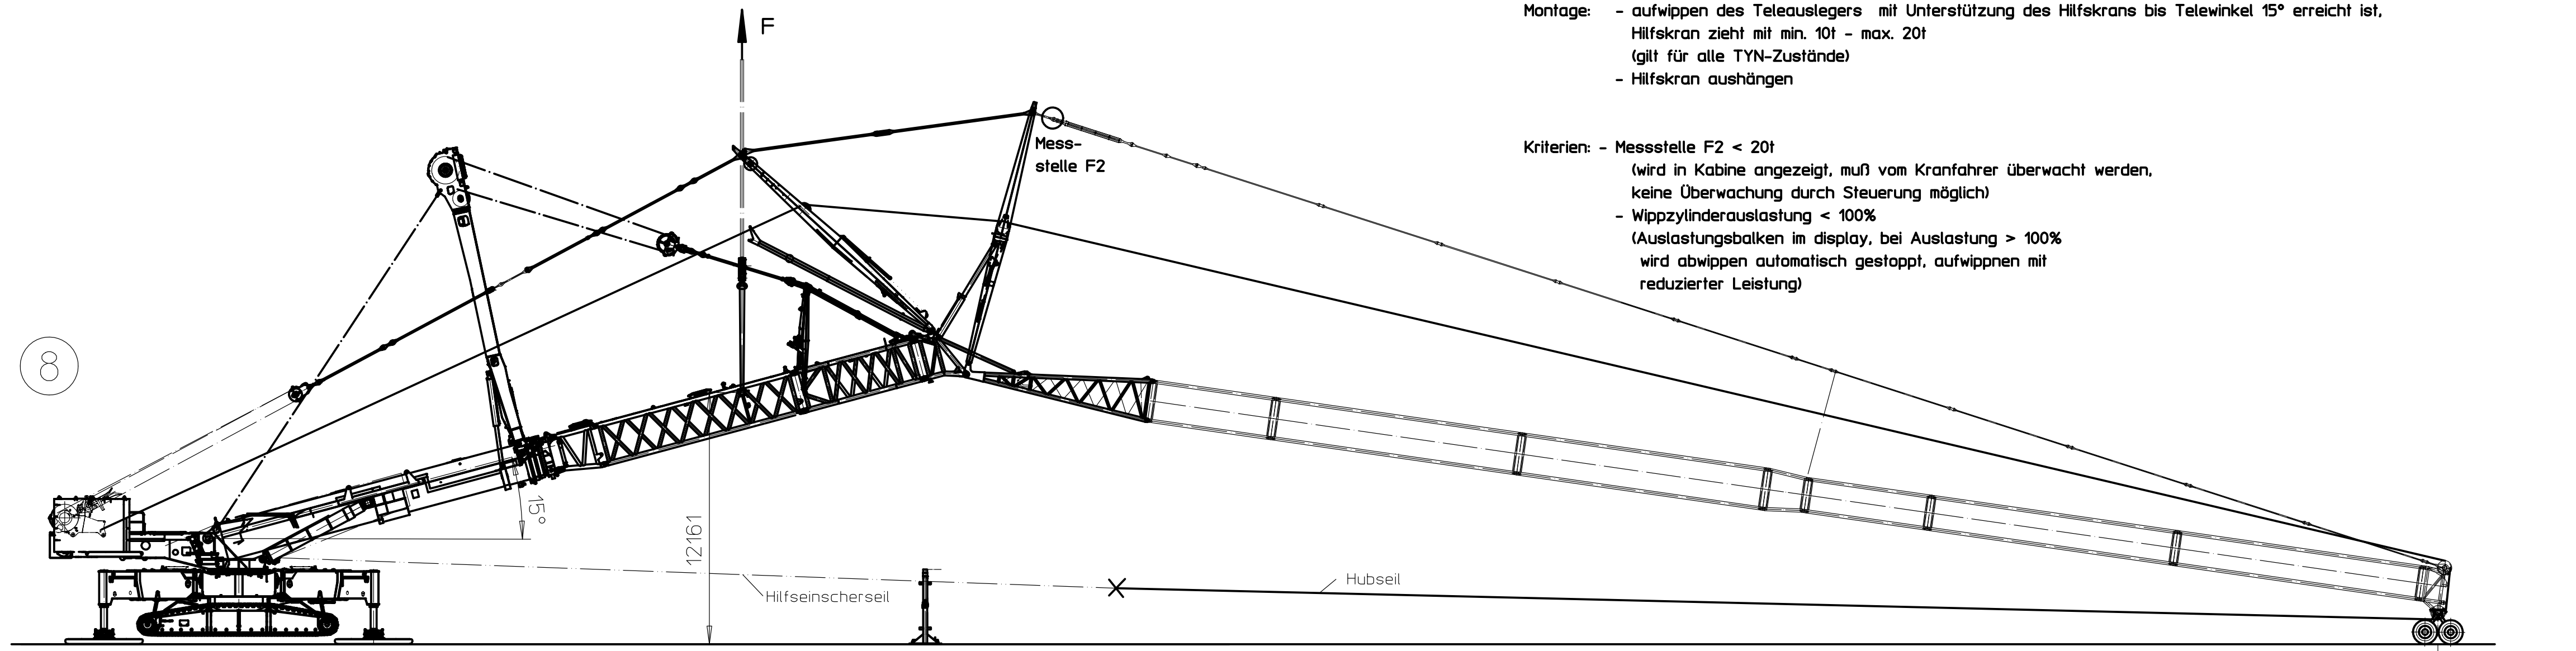 Montage: - aufwippen des Teleauslegers mit Unterstützung des Hilfskrans bis Telewinkel 15° erreicht ist,
Hilfskran zieht mit min. 10t - max. 20t
(gilt für alle TYN-Zustände)
- Hilfskran aushängen
F
Mess-
stelle F2
Kriterien: - Messstelle F2 < 20t
(wird in Kabine angezeigt, muß vom Kranfahrer überwacht werden,
keine Überwachung durch Steuerung möglich)
- Wippzylinderauslastung < 100%
(Auslastungsbalken im display, bei Auslastung > 100%
wird abwippen automatisch gestoppt, aufwippnen mit
reduzierter Leistung)
8
15°
12161
Hilfseinscherseil
Hubseil